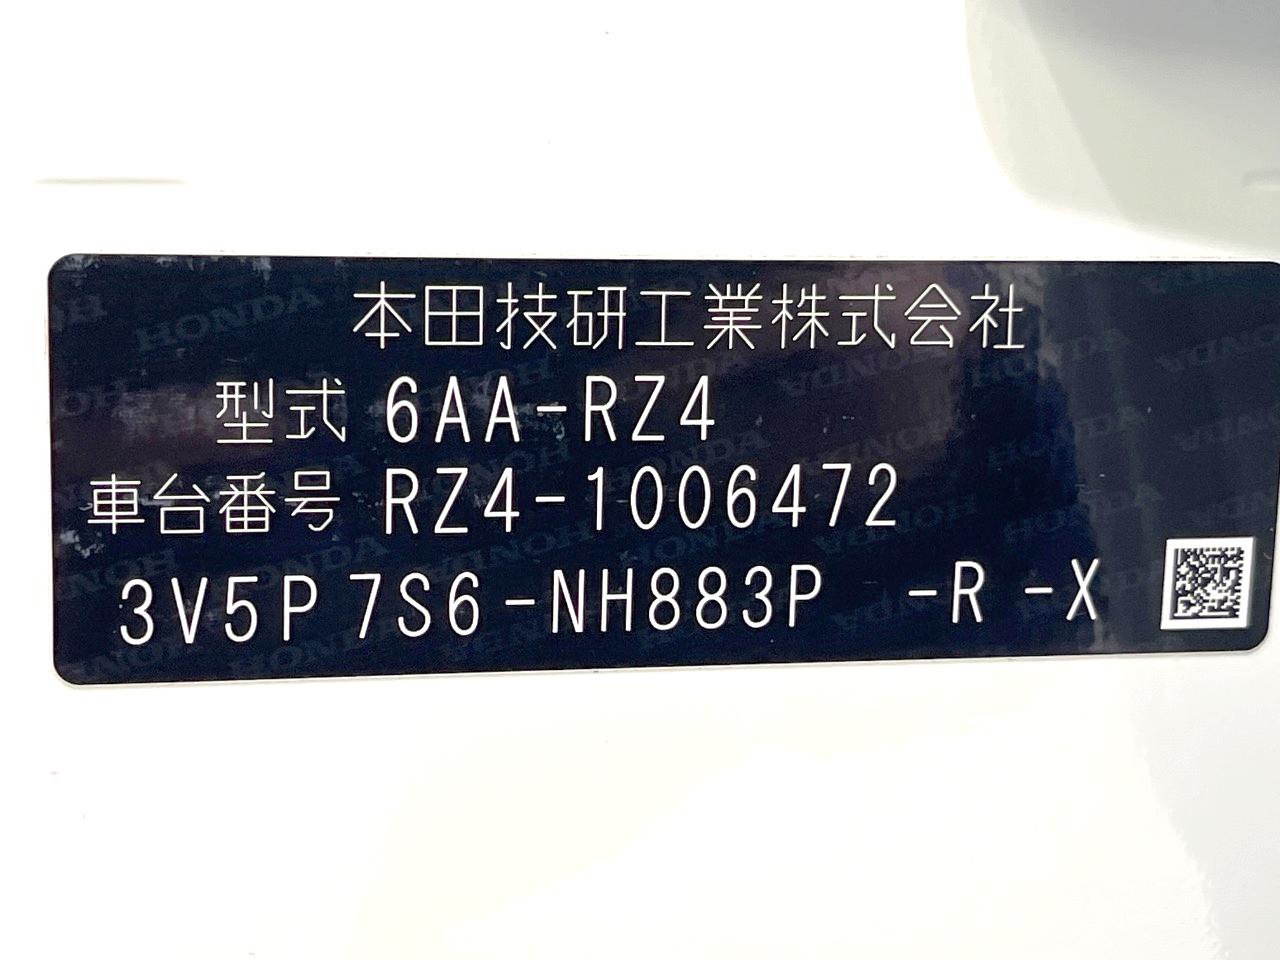 本田技研工業株式会社
型式 6AA-RZ4
車台番号 RZ4-1006472
3V5P 7S6-NH883P -R -X